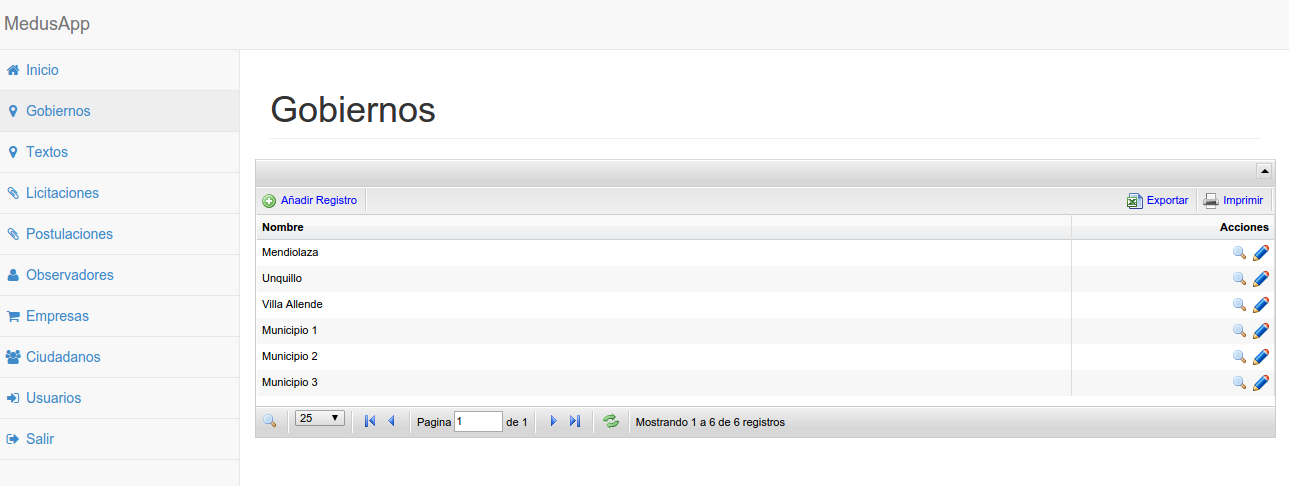 MedusApp
Inicio
Gobiernos
Textos
Licitaciones
Postulaciones
Observadores
Empresas
Ciudadanos
Usuarios
Salir
Gobiernos
Añadir Registro Exportar Imprimir
Nombre Acciones
Mendiolaza
Unquillo
Villa Allende
Municipio 1
Municipio 2
Municipio 3
25 Pagina 1 de 1 Mostrando 1 a 6 de 6 registros